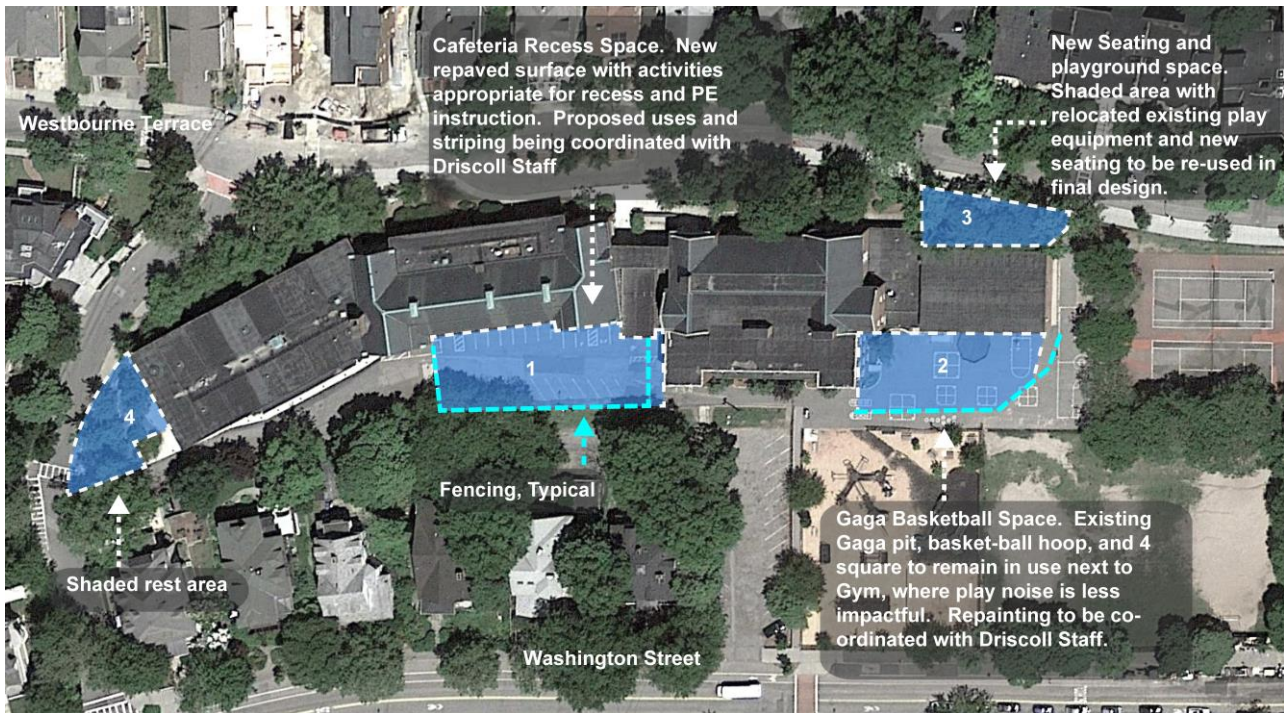 Cafeteria Recess Space. New
repaved surface with activities
appropriate for recess and PE
instruction. Proposed uses and
striping being coordinated with
Driscoll Staff
New Seating and
playground space.
Shaded area with
relocated existing play
equipment and new
seating to be re-used in
final design.
Westbourne Terrace
3
1
2
4
Fencing, Typical
Shaded rest area
Gaga Basketball Space. Existing
Gaga pit, basket-ball hoop, and 4
square to remain in use next to
Gym, where play noise is less
impactful. Repainting to be co-
ordinated with Driscoll Staff.
Washington Street